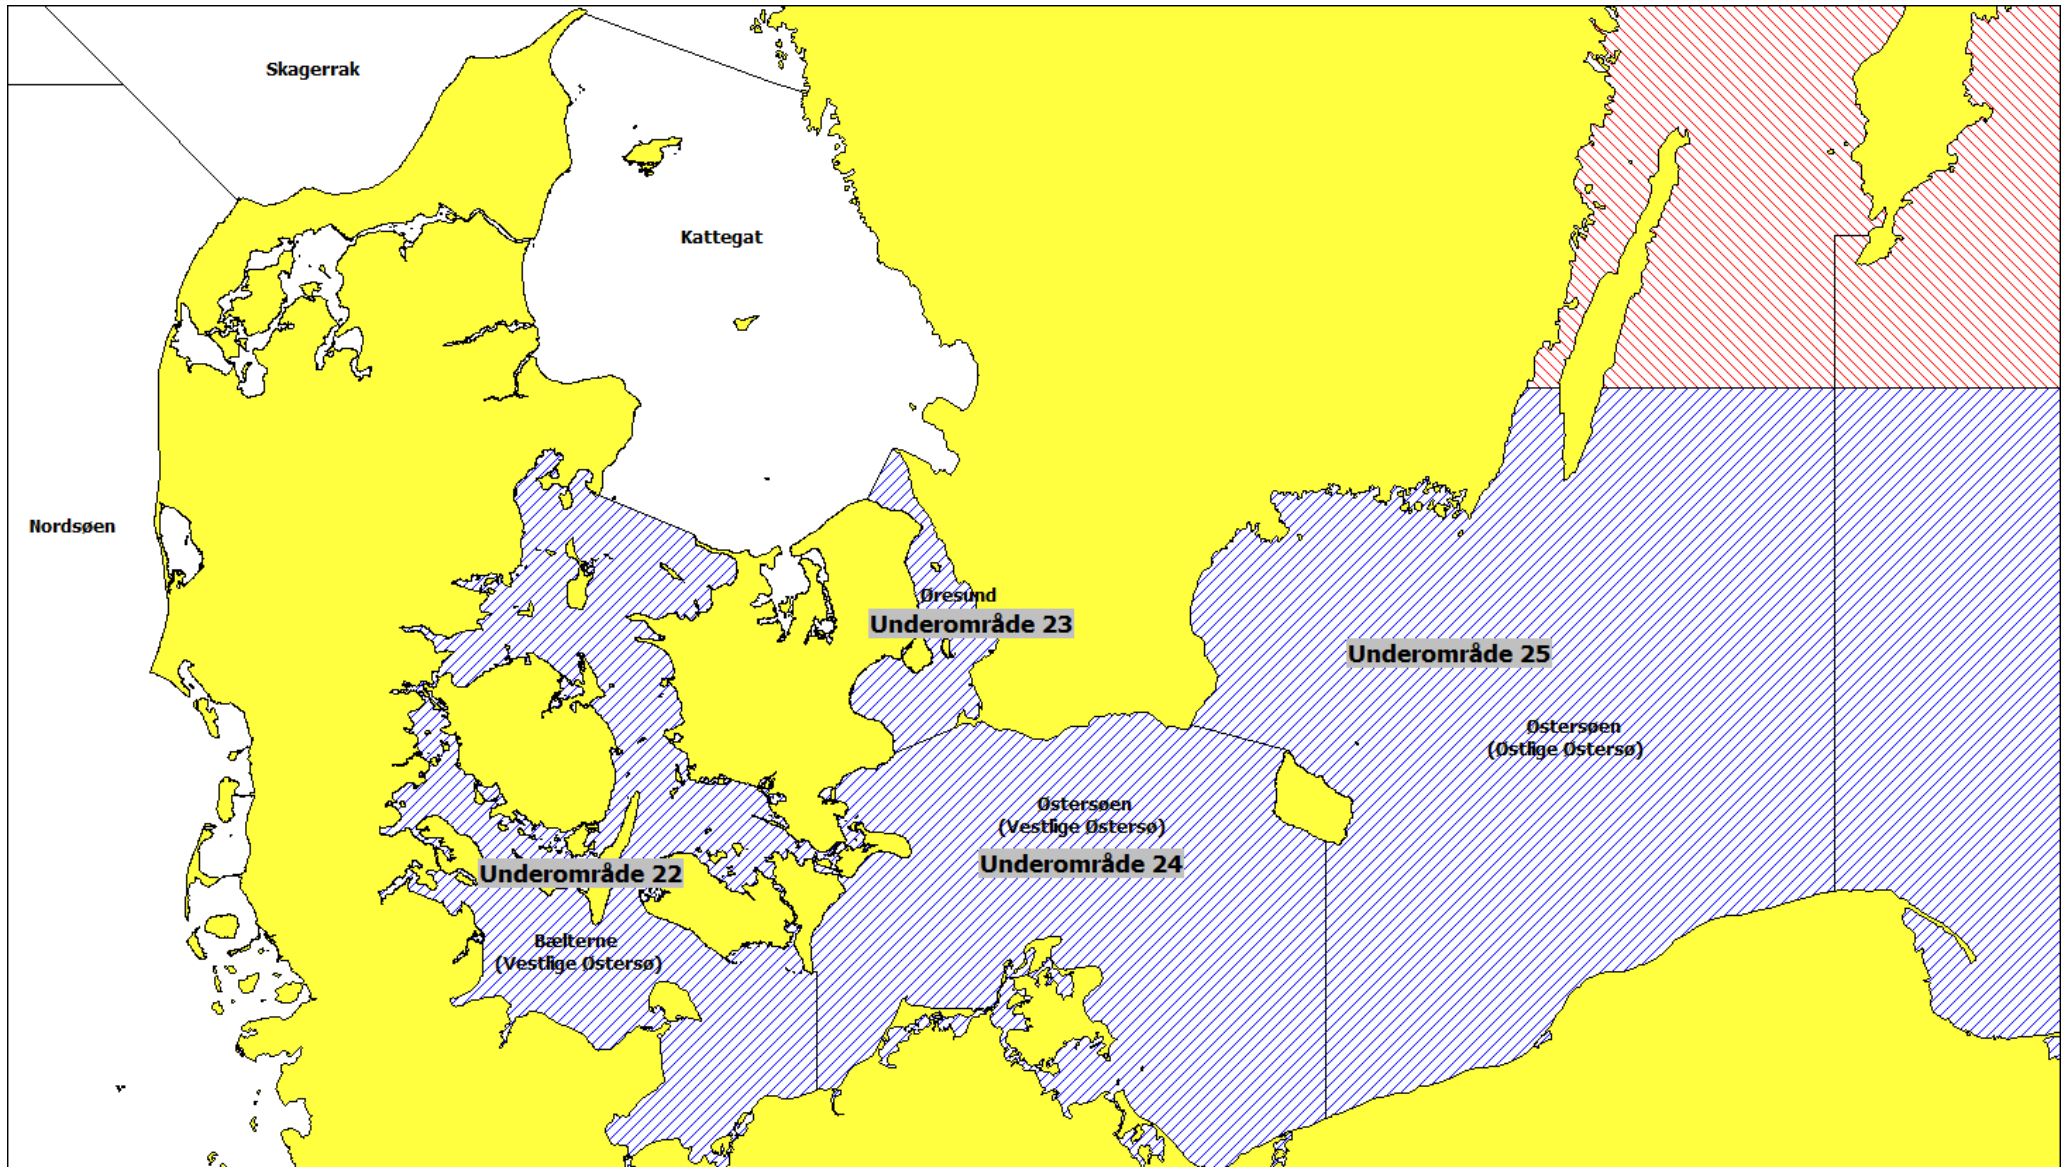 Skagerrak
Kattegat
Nordsøen
Øresund
Underområde 23
Underområde 25
Østersøen
(Østlige Østersø)
Østersøen
(Vestlige Østersø)
Underområde 24
Underområde 22
Bælterne
(Vestlige Østersø)